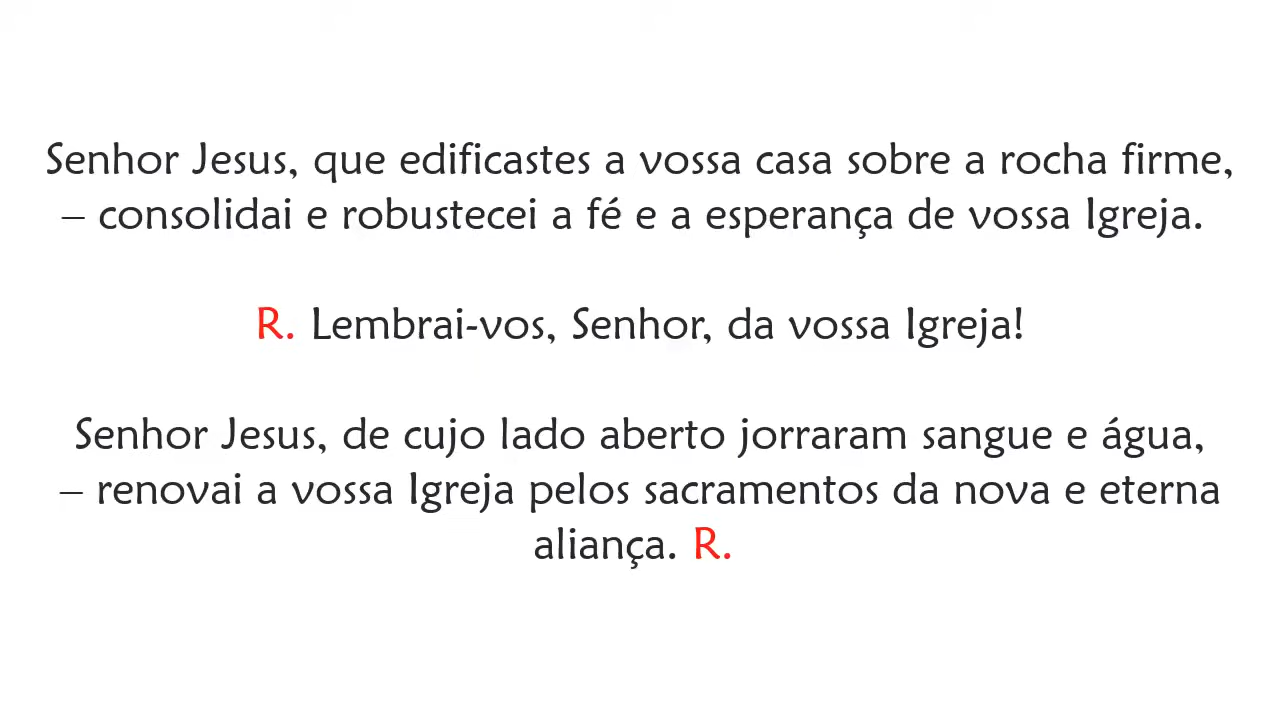 Senhor Jesus, que edificastes a vossa casa sobre a rocha firme,
– consolidai e robustecei a fé e a esperança de vossa Igreja.
R. Lembrai-vos, Senhor, da vossa Igreja!
Senhor Jesus, de cujo lado aberto jorraram sangue e água,
– renovai a vossa Igreja pelos sacramentos da nova e eterna
aliança. R.